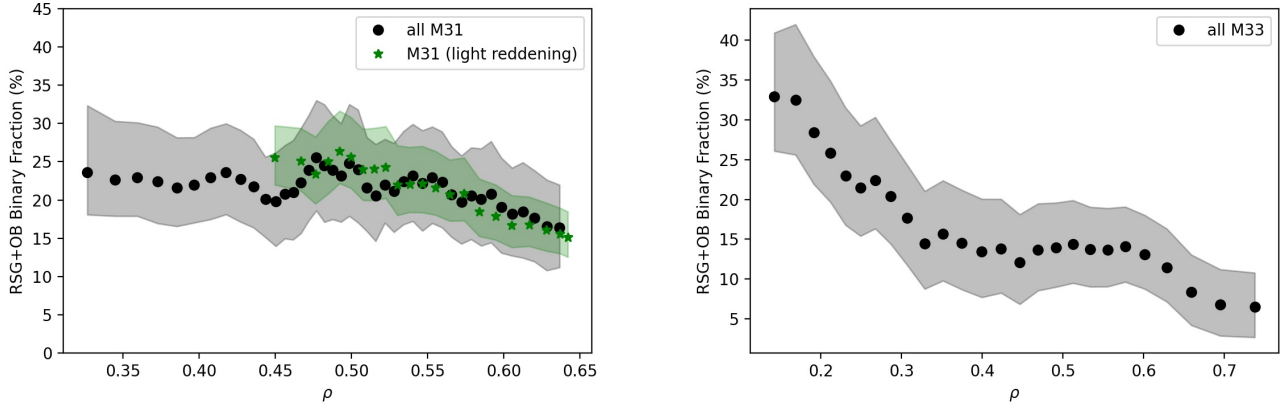 45
40
35
30
25
20
15
10
5
0
RSG+OB Binary Fraction (%)
all M31
M31 (light reddening)
0.35 0.40 0.45 0.50 0.55 0.60 0.65
ρ
40
35
30
25
20
15
10
5
RSG+OB Binary Fraction (%)
all M33
0.2 0.3 0.4 0.5 0.6 0.7
ρ